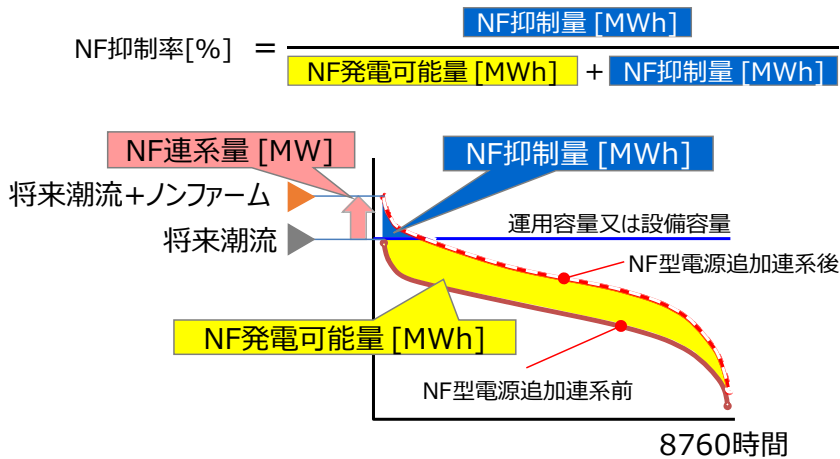 NF抑制率[%] = NF抑制量 [MWh]
NF発電可能量 [MWh] + NF抑制量 [MWh]
NF連系量 [MW]
NF抑制量 [MWh]
将来潮流+ノンファーム
運用容量又は設備容量
将来潮流
NF型電源追加連系後
NF発電可能量 [MWh]
NF型電源追加連系前
8760時間